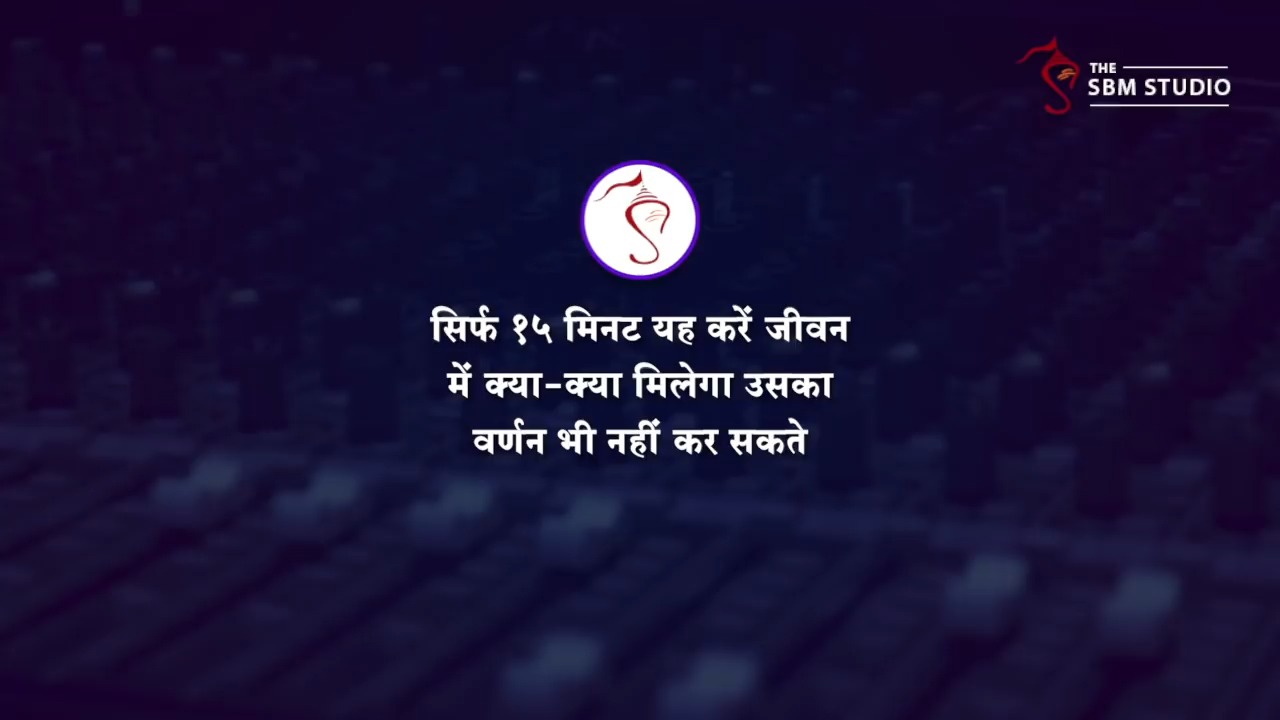 THE
SBM STUDIO
सिर्फ १५ मिनट यह करें जीवन
में क्या-क्या मिलेगा उसका
वर्णन भी नहीं कर सकते